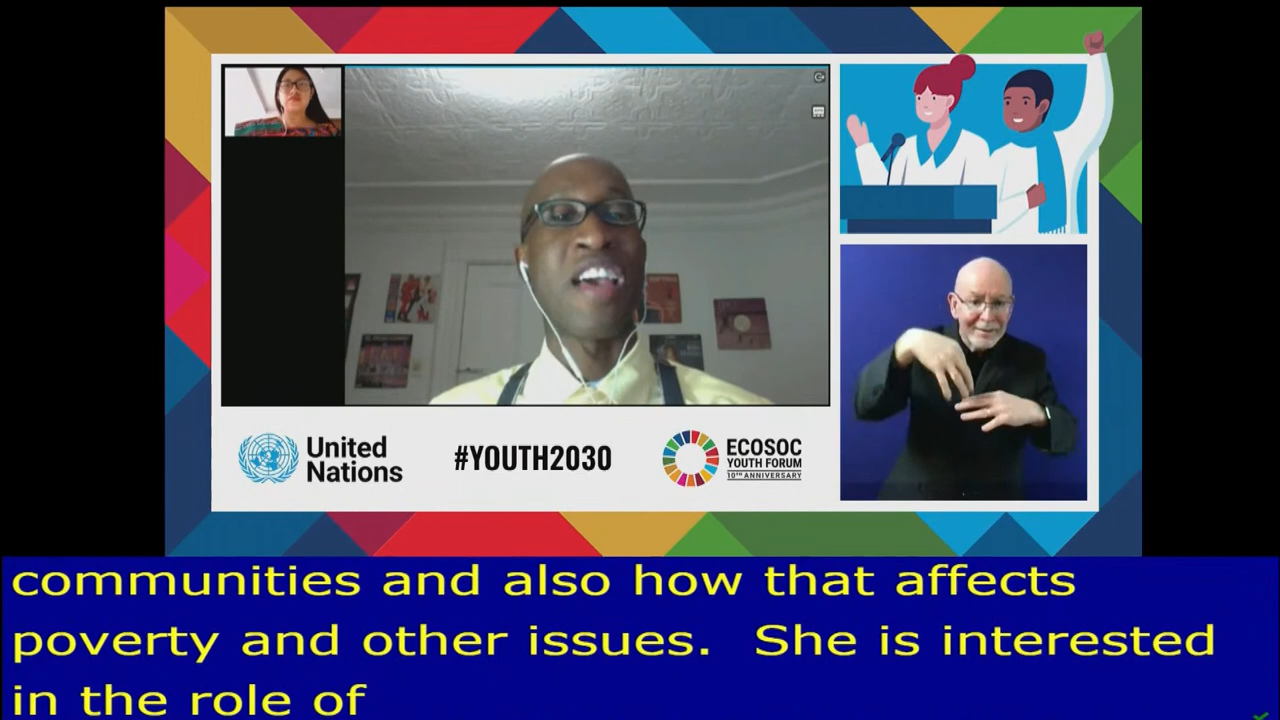 United
Nations
#YOUTH2030
ECOSOC
YOUTH FORUM
10TH ANNIVERSARY
communities and also how that affects
poverty and other issues.  She is interested
in the role of